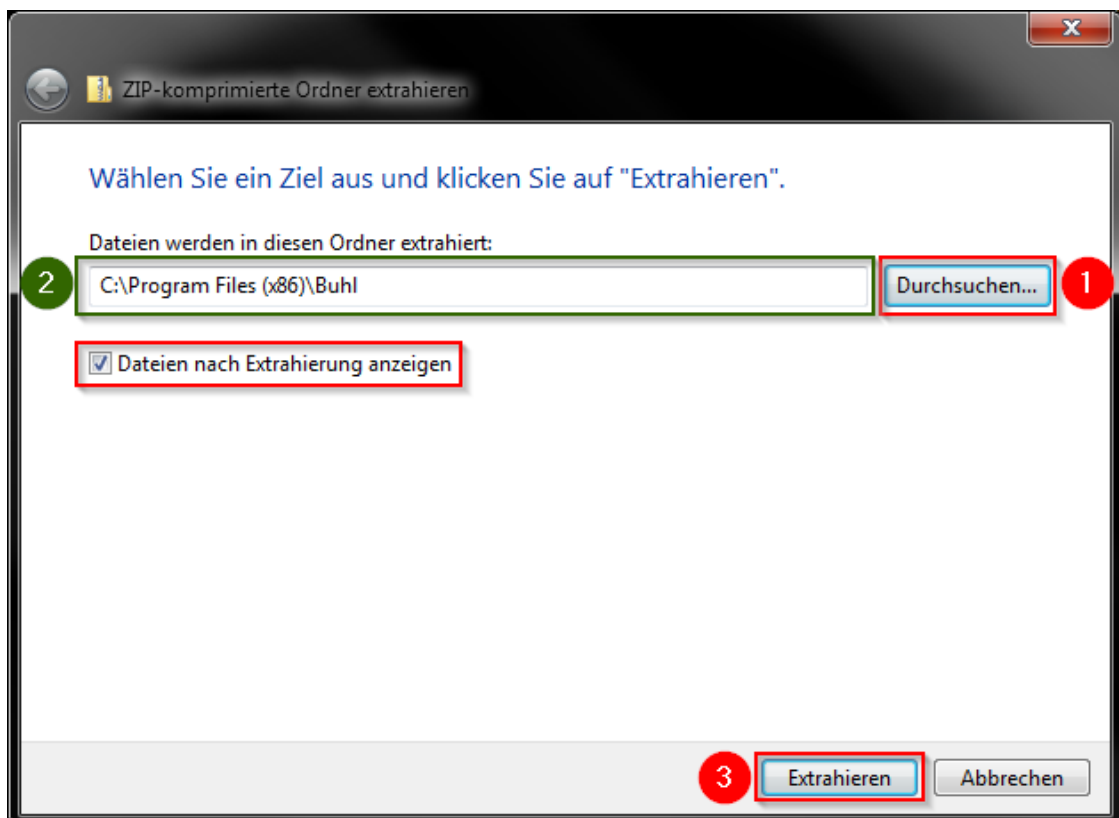 x
ZIP-komprimierte Ordner extrahieren
Wählen Sie ein Ziel aus und klicken Sie auf "Extrahieren".
Dateien werden in diesen Ordner extrahiert:
2 C:\Program Files (x86)\Buhl Durchsuchen... 1
Dateien nach Extrahierung anzeigen
3 Extrahieren Abbrechen